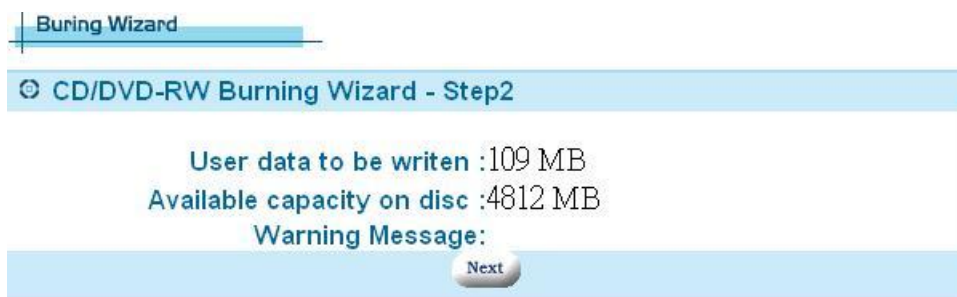 Buring Wizard
CD/DVD-RW Burning Wizard - Step2
User data to be writen :109 MB
Available capacity on disc :4812 MB
Warning Message:
Next